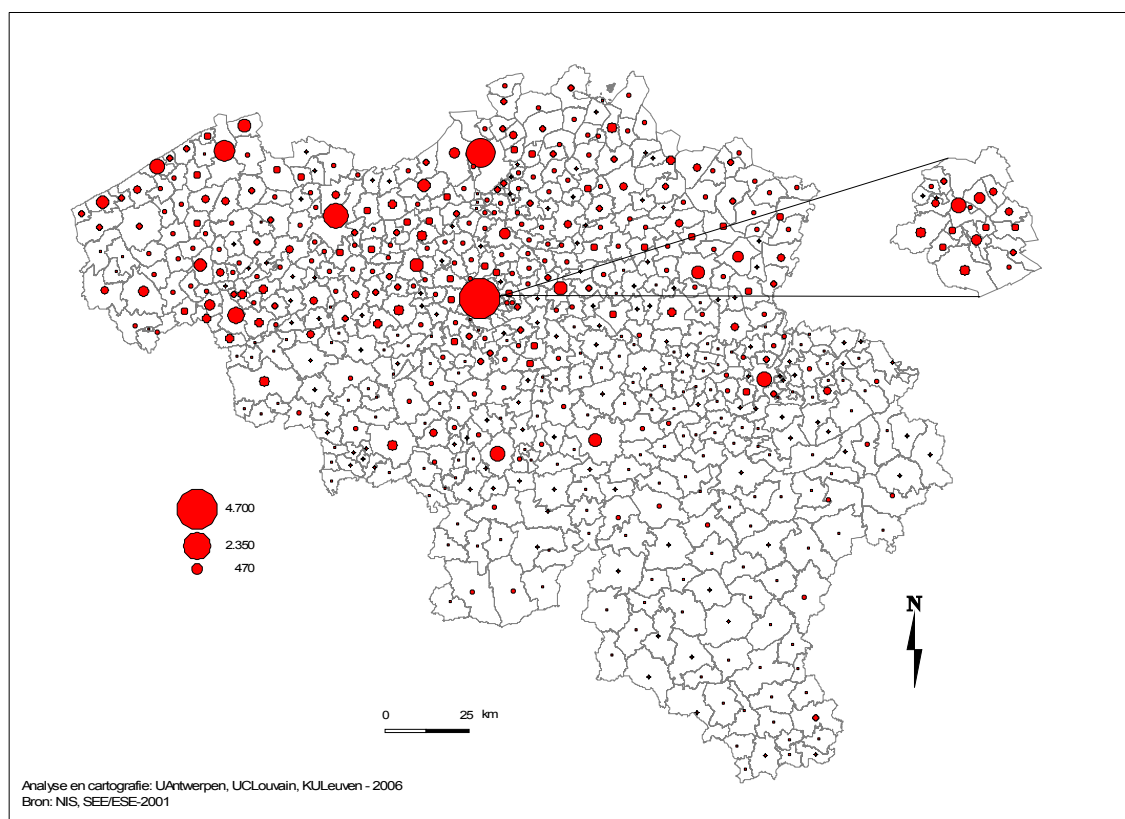 4.700
2.350
470
N
0 25 km
Analyse en cartografie: UAntwerpen, UCLouvain, KULeuven - 2006
Bron: NIS, SEE/ESE-2001